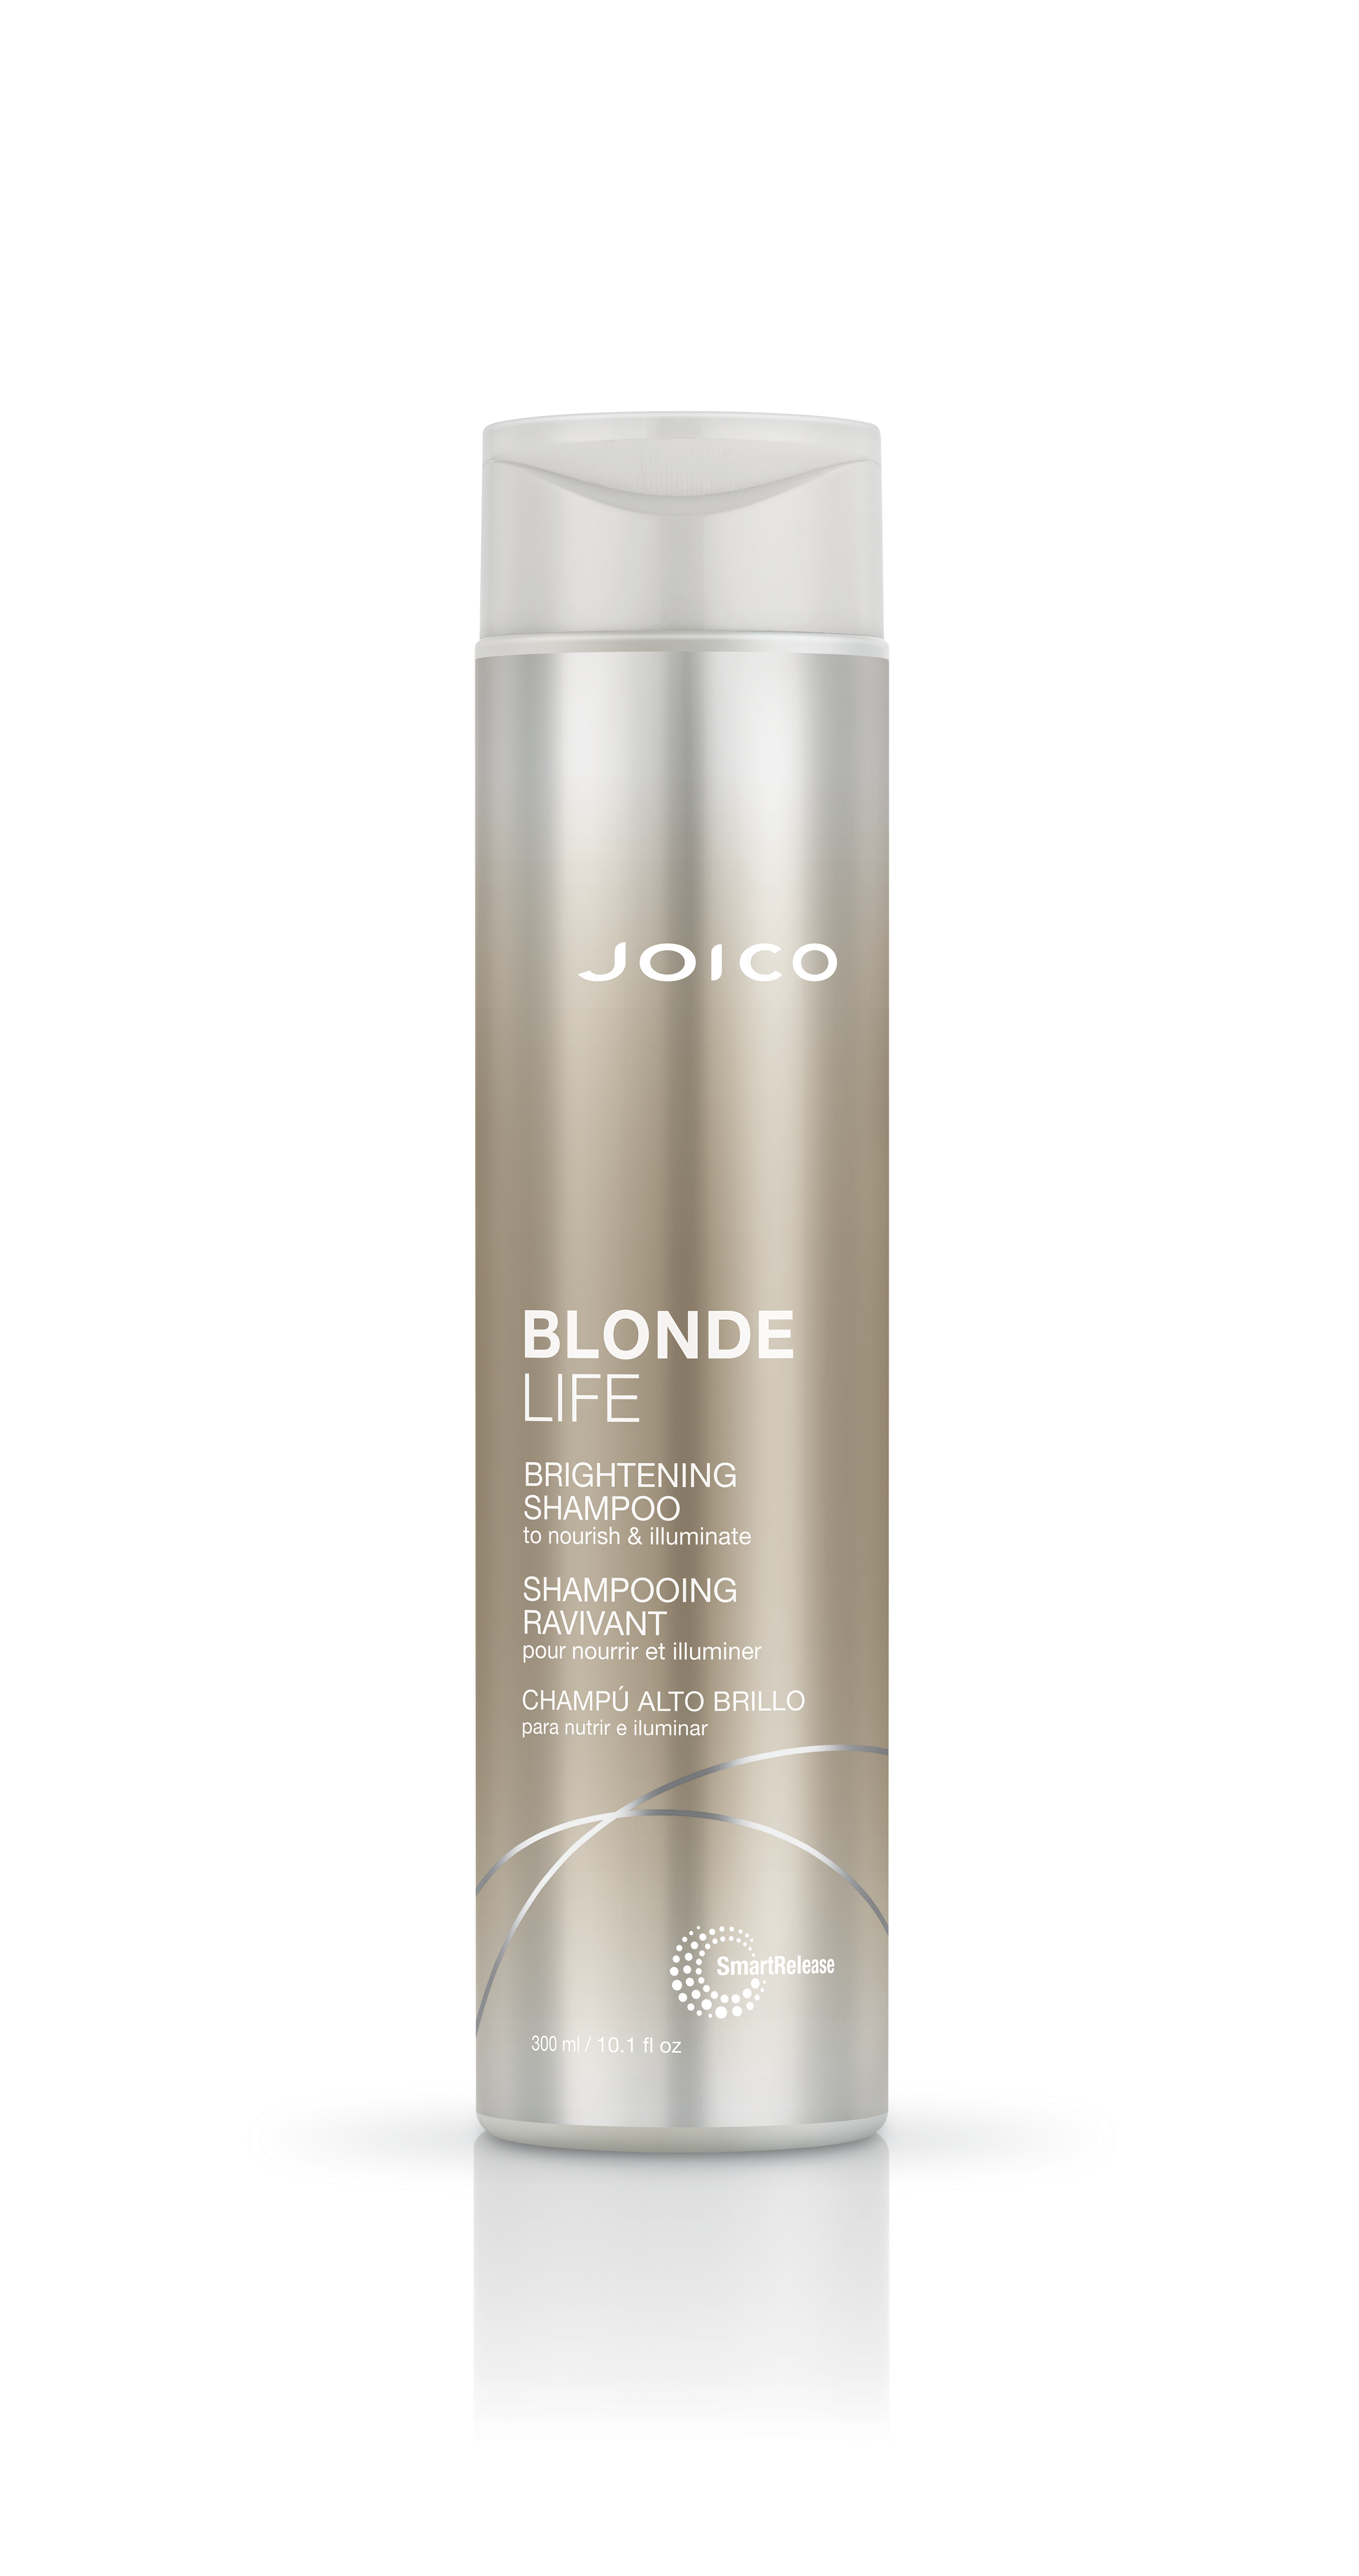 JOICO
BLONDE
LIFE
BRIGHTENING
SHAMPOO
to nourish & illuminate
SHAMPOOING
RAVIVANT
pour nourrir et illuminer
CHAMPÚ ALTO BRILLO
para nutrir e iluminar
SmartRelease
300 ml / 10.1 fl oz